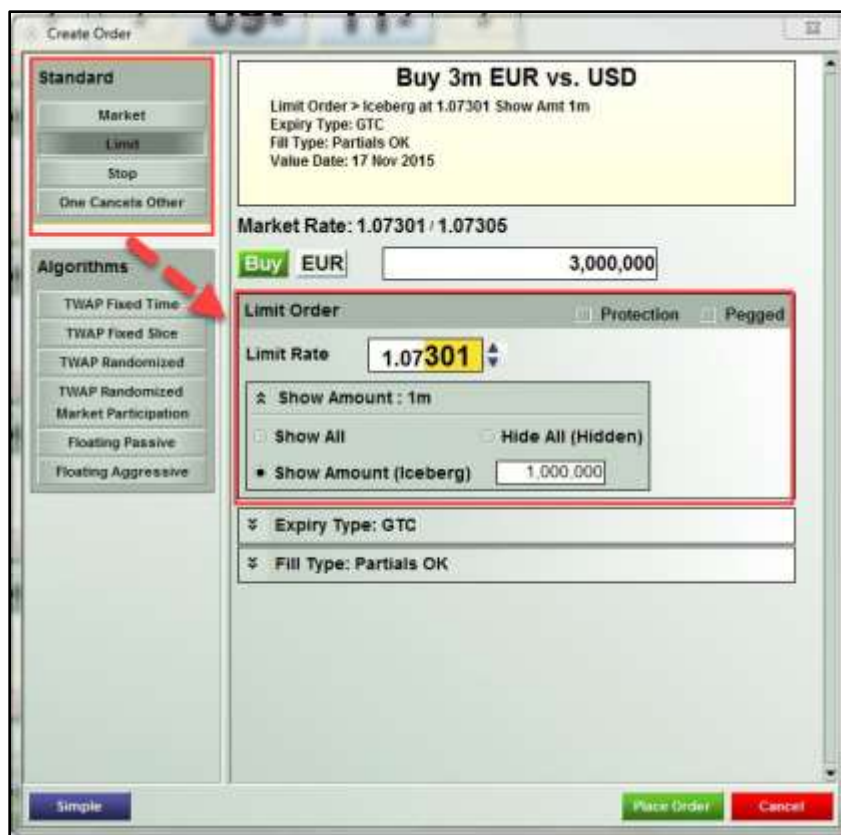 Create Order
Standard
Market
Limit
Stop
One Cancels Other
Algorithms
TWAP Fixed Time
TWAP Fixed Slice
TWAP Randomized
TWAP Randomized
Market Participation
Floating Passive
Floating Aggressive
Buy 3m EUR vs. USD
Limit Order > Iceberg at 1.07301 Show Amt 1m
Expiry Type: GTC
Fill Type: Partials OK
Value Date: 17 Nov 2015
Market Rate: 1.07301 / 1.07305
Buy EUR 3,000,000
Limit Order Protection Pegged
Limit Rate 1.07301
Show Amount : 1m
Show All Hide All (Hidden)
Show Amount (Iceberg) 1,000,000
Expiry Type: GTC
Fill Type: Partials OK
Simple Place Order Cancel